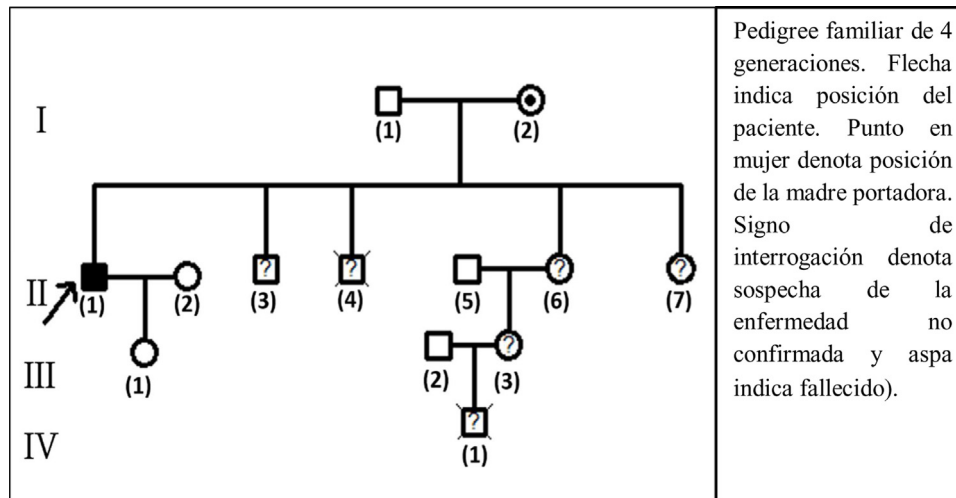 I
(1)
(2)
Pedigree familiar de 4
generaciones. Flecha
indica posición del
paciente. Punto en
mujer denota posición
de la madre portadora.
Signo de
interrogación denota
sospecha de la
enfermedad no
confirmada y aspa
indica fallecido).
? ? ? ?
II
(1) (2) (3) (4) (5) (6) (7)
?
III
(1) (2) (3)
?
IV
(1)